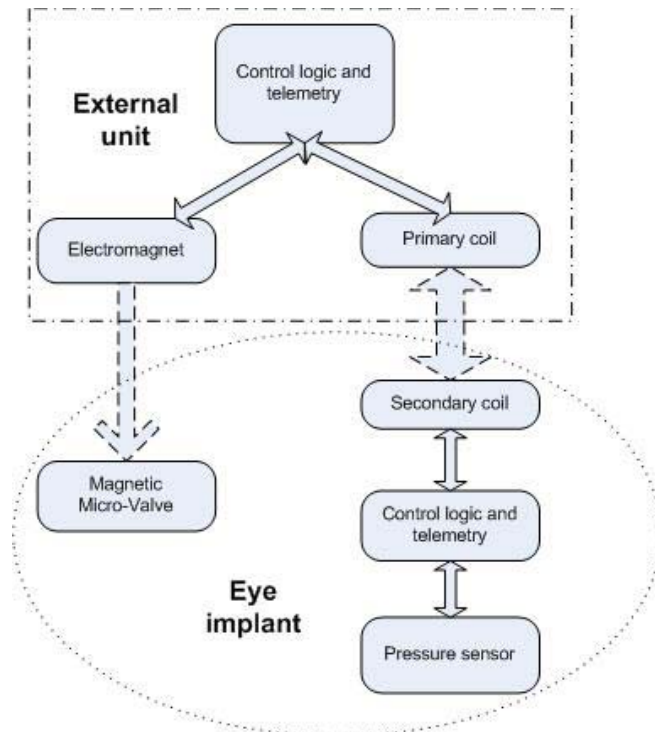 Control logic and
telemetry
External
unit
Electromagnet
Primary coil
Secondary coil
Magnetic
Micro-Valve
Control logic and
telemetry
Eye
implant
Pressure sensor